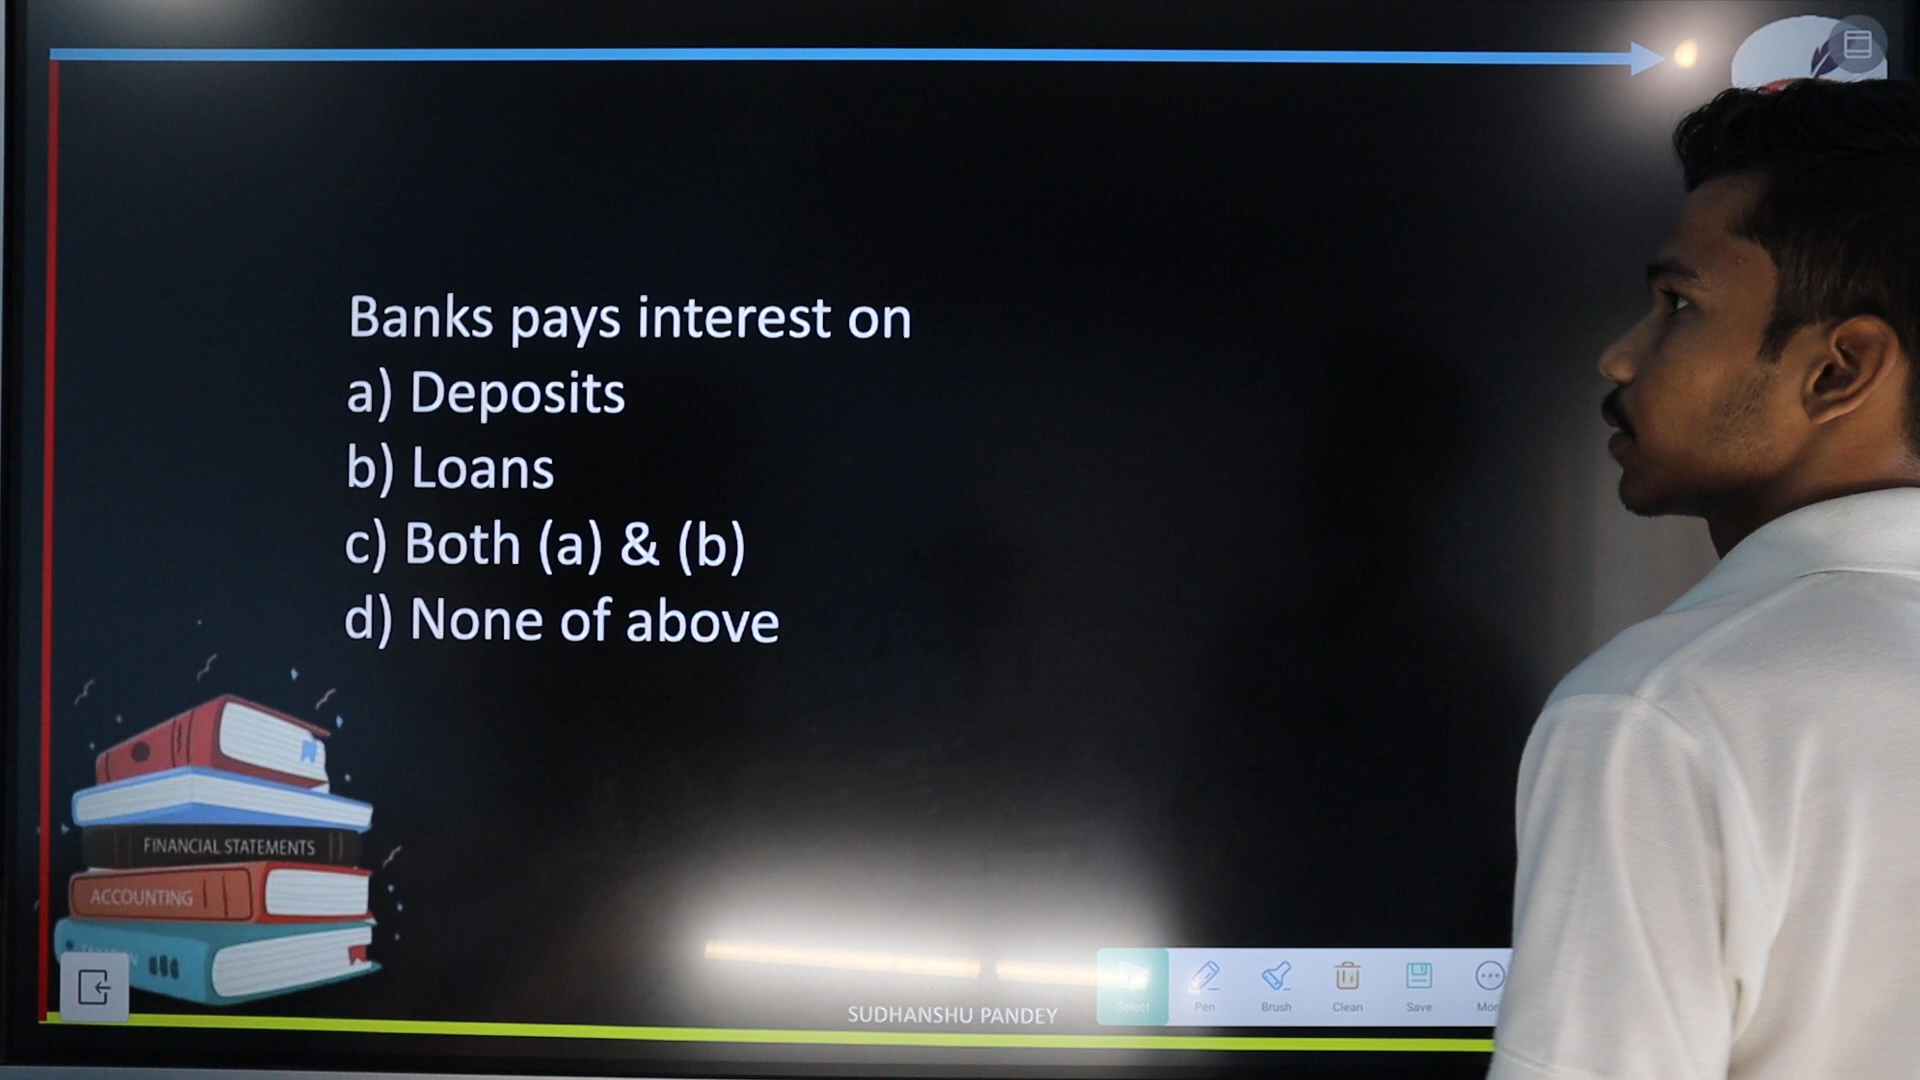 Banks pays interest on
a) Deposits
b) Loans
c) Both (a) & (b)
d) None of above
FINANCIAL STATEMENTS
ACCOUNTING
SUDHANSHU PANDEY
Select
Pen
Brush
Clean
Save